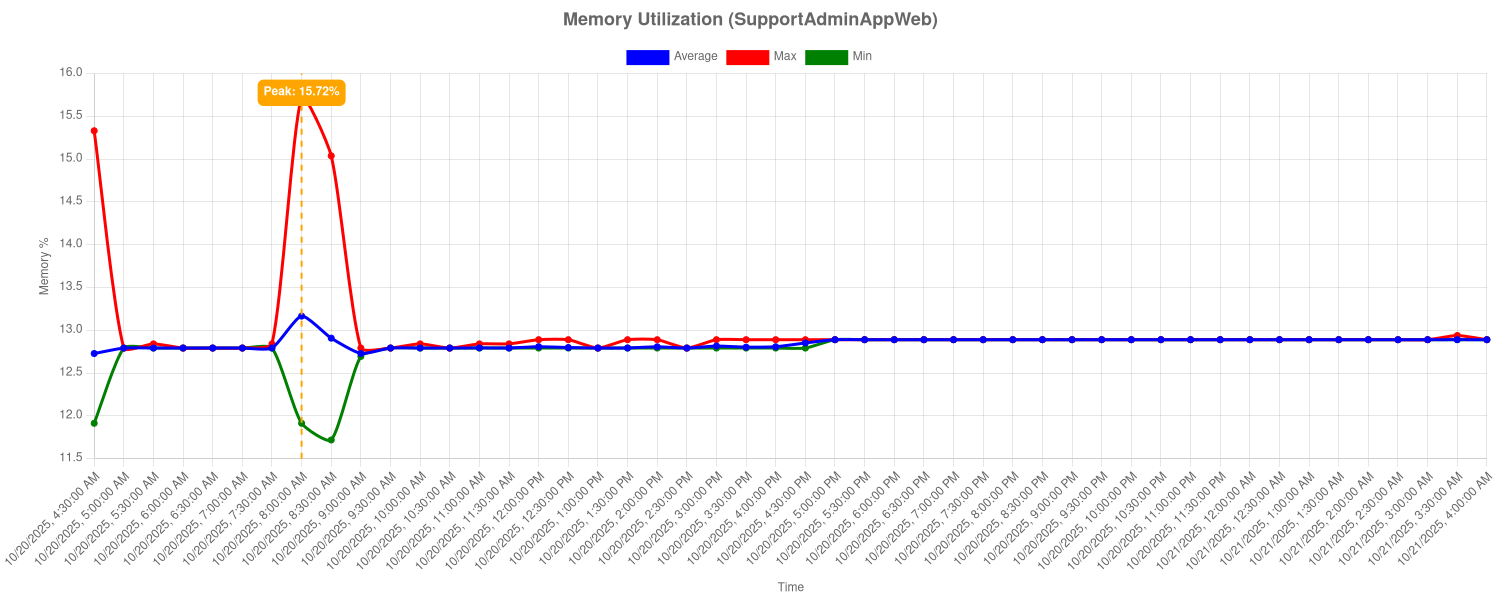 Memory Utilization (SupportAdminAppWeb)
Average Max Min
Peak: 15.72%
16.0
15.5
15.0
14.5
14.0
13.5
13.0
12.5
12.0
11.5
Memory %
10/20/2025, 4:30:00 AM
10/20/2025, 5:00:00 AM
10/20/2025, 5:30:00 AM
10/20/2025, 6:00:00 AM
10/20/2025, 6:30:00 AM
10/20/2025, 7:00:00 AM
10/20/2025, 7:30:00 AM
10/20/2025, 8:00:00 AM
10/20/2025, 8:30:00 AM
10/20/2025, 9:00:00 AM
10/20/2025, 9:30:00 AM
10/20/2025, 10:00:00 AM
10/20/2025, 10:30:00 AM
10/20/2025, 11:00:00 AM
10/20/2025, 11:30:00 AM
10/20/2025, 12:00:00 PM
10/20/2025, 12:30:00 PM
10/20/2025, 1:00:00 PM
10/20/2025, 1:30:00 PM
10/20/2025, 2:00:00 PM
10/20/2025, 2:30:00 PM
10/20/2025, 3:00:00 PM
10/20/2025, 3:30:00 PM
10/20/2025, 4:00:00 PM
10/20/2025, 4:30:00 PM
10/20/2025, 5:00:00 PM
10/20/2025, 5:30:00 PM
10/20/2025, 6:00:00 PM
10/20/2025, 6:30:00 PM
10/20/2025, 7:00:00 PM
10/20/2025, 7:30:00 PM
10/20/2025, 8:00:00 PM
10/20/2025, 8:30:00 PM
10/20/2025, 9:00:00 PM
10/20/2025, 9:30:00 PM
10/20/2025, 10:00:00 PM
10/20/2025, 10:30:00 PM
10/20/2025, 11:00:00 PM
10/20/2025, 11:30:00 PM
10/21/2025, 12:00:00 AM
10/21/2025, 12:30:00 AM
10/21/2025, 1:00:00 AM
10/21/2025, 1:30:00 AM
10/21/2025, 2:00:00 AM
10/21/2025, 2:30:00 AM
10/21/2025, 3:00:00 AM
10/21/2025, 3:30:00 AM
10/21/2025, 4:00:00 AM
Time